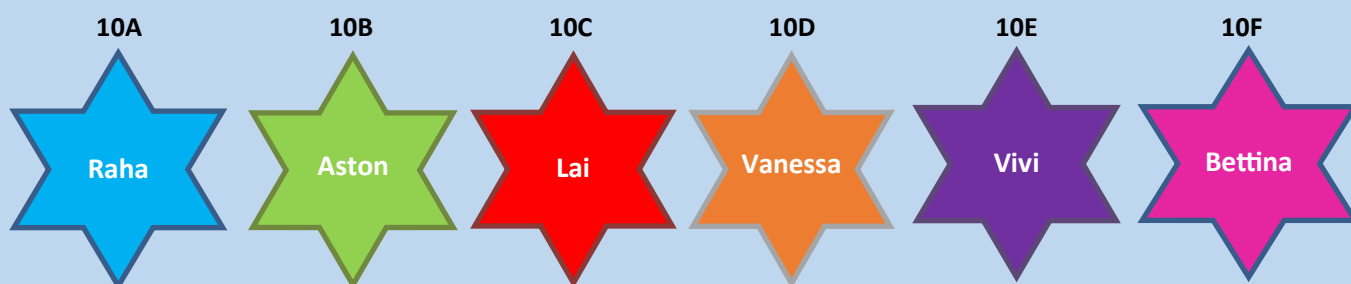 10A 10B 10C 10D 10E 10F
Raha Aston Lai Vanessa Vivi Bettina